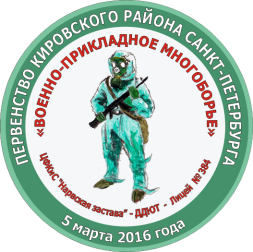 ПЕРВЕНСТВО КИРОВСКОГО РАЙОНА САНКТ-ПЕТЕРБУРГА
«ВОЕННО-ПРИКЛАДНОЕ МНОГОБОРЬЕ»
ЦФКиС "Нарвская застава" - ДДЮТ - Лицей № 384
5 марта 2016 года